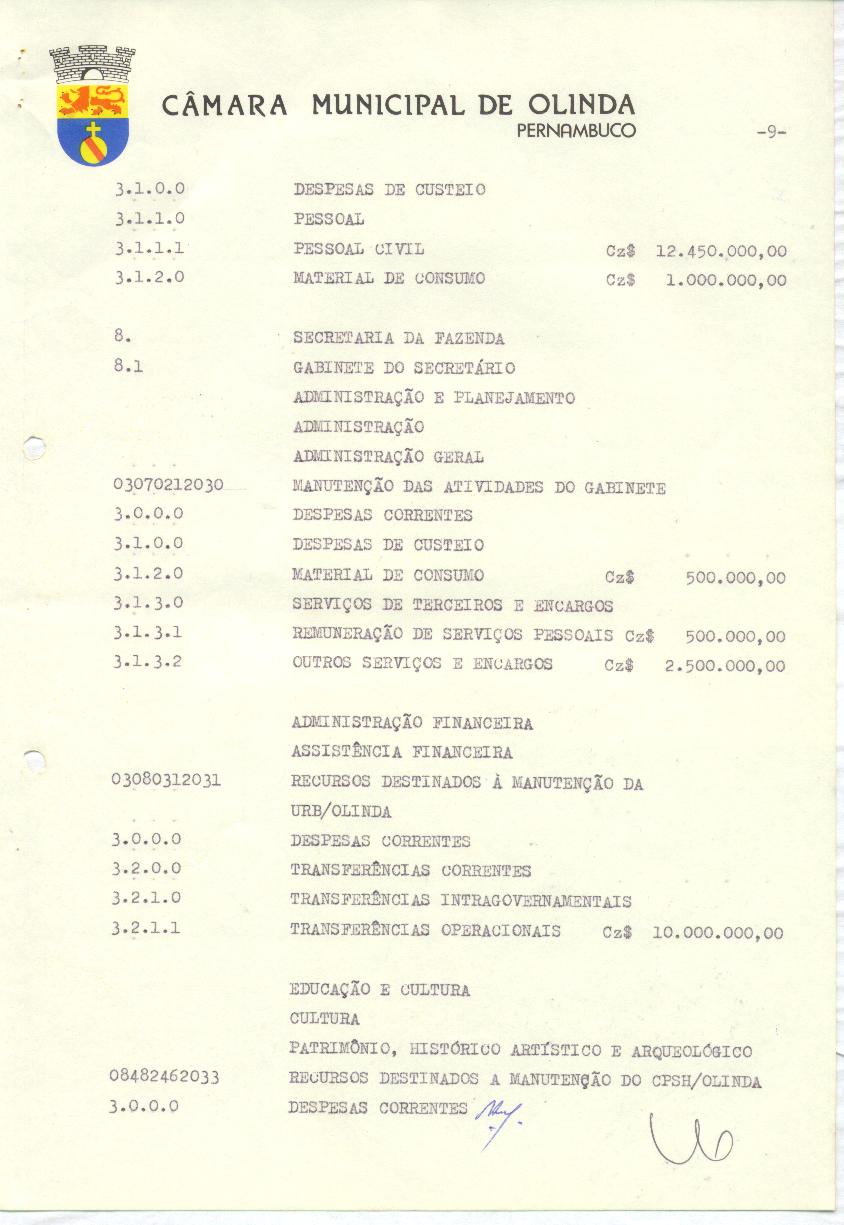 CÂMARA MUNICIPAL DE OLINDA
PERNAMBUCO -9-
3.1.0.0 DESPESAS DE CUSTEIO
3.1.1.0 PESSOAL
3.1.1.1 PESSOAL CIVIL Cz$ 12.450.000,00
3.1.2.0 MATERIAL DE CONSUMO Cz$ 1.000.000,00
8. SECRETARIA DA FAZENDA
8.1 GABINETE DO SECRETÁRIO
ADMINISTRAÇÃO E PLANEJAMENTO
ADMINISTRAÇÃO
ADMINISTRAÇÃO GERAL
03070212030 MANUTENÇÃO DAS ATIVIDADES DO GABINETE
3.0.0.0 DESPESAS CORRENTES
3.1.0.0 DESPESAS DE CUSTEIO
3.1.2.0 MATERIAL DE CONSUMO Cz$ 500.000,00
3.1.3.0 SERVIÇOS DE TERCEIROS E ENCARGOS
3.1.3.1 REMUNERAÇÃO DE SERVIÇOS PESSOAIS Cz$ 500.000,00
3.1.3.2 OUTROS SERVIÇOS E ENCARGOS Cz$ 2.500.000,00
ADMINISTRAÇÃO FINANCEIRA
ASSISTÊNCIA FINANCEIRA
03080312031 RECURSOS DESTINADOS À MANUTENÇÃO DA
URB/OLINDA
3.0.0.0 DESPESAS CORRENTES
3.2.0.0 TRANSFERÊNCIAS CORRENTES
3.2.1.0 TRANSFERÊNCIAS INTRAGOVERNAMENTAIS
3.2.1.1 TRANSFERÊNCIAS OPERACIONAIS Cz$ 10.000.000,00
EDUCAÇÃO E CULTURA
CULTURA
PATRIMÔNIO, HISTÓRICO ARTÍSTICO E ARQUEOLÓGICO
08482462033 RECURSOS DESTINADOS A MANUTENÇÃO DO CPSH/OLINDA
3.0.0.0 DESPESAS CORRENTES